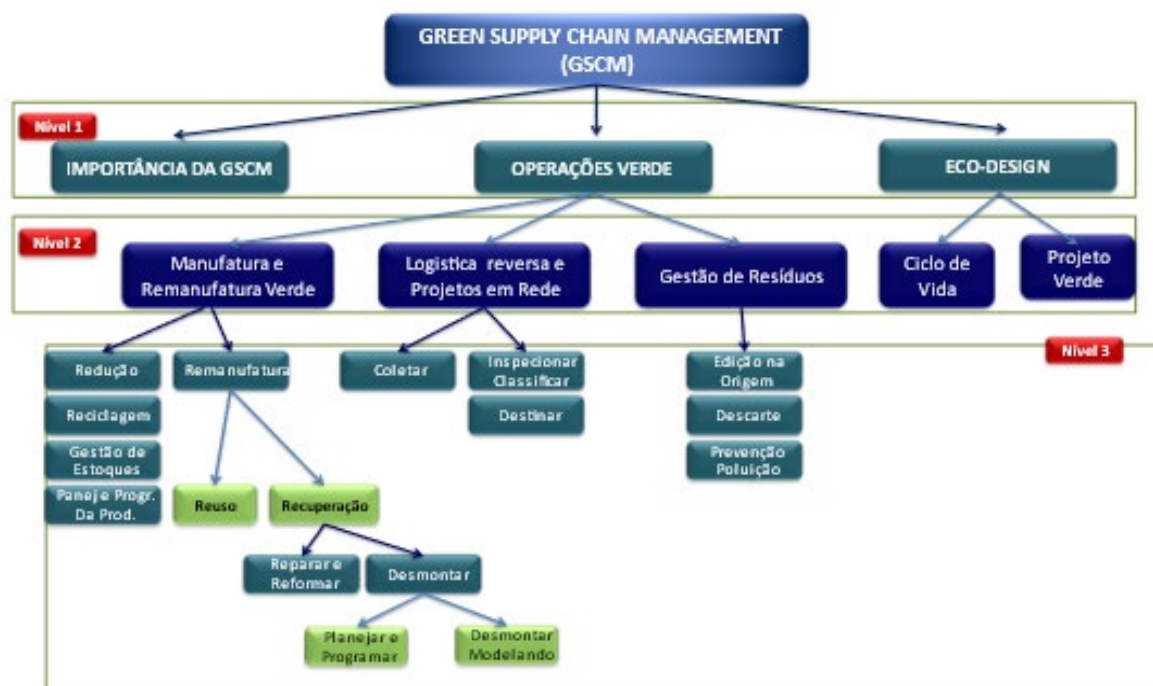 GREEN SUPPLY CHAIN MANAGEMENT
(GSCM)
Nível 1
IMPORTÂNCIA DA GSCM
OPERAÇÕES VERDE
ECO-DESIGN
Nível 2
Manufatura e
Remanufatura Verde
Logistica reversa e
Projetos em Rede
Gestão de Resíduos
Ciclo de
Vida
Projeto
Verde
Nível 3
Redução
Remanufatura
Coletar
Inspecionar
Classificar
Edição na
Origem
Reciclagem
Destinar
Descarte
Gestão de
Estoques
Prevenção
Poluição
Panej e Progr.
Da Prod.
Reuso
Recuperação
Reparar e
Reformar
Desmontar
Planejar e
Programar
Desmontar
Modelando